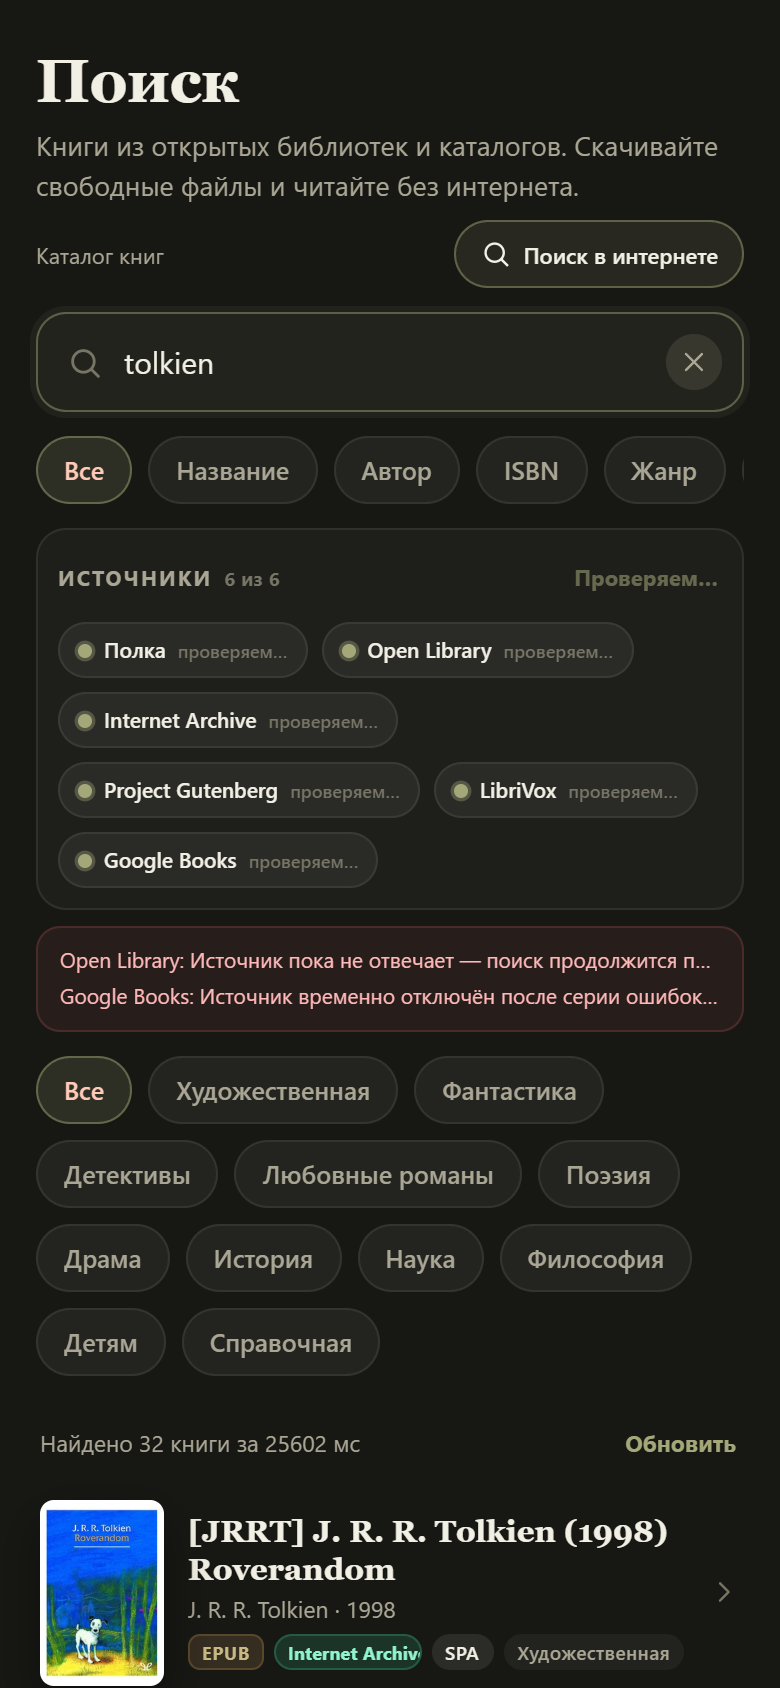 Поиск
Книги из открытых библиотек и каталогов. Скачивайте
свободные файлы и читайте без интернета.
Каталог книг
Поиск в интернете
tolkien
Все Название Автор ISBN Жанр
ИСТОЧНИКИ 6 из 6 Проверяем...
Полка проверяем... Open Library проверяем...
Internet Archive проверяем...
Project Gutenberg проверяем... LibriVox проверяем...
Google Books проверяем...
Open Library: Источник пока не отвечает — поиск продолжится п...
Google Books: Источник временно отключён после серии ошибок...
Все Художественная Фантастика
Детективы Любовные романы Поэзия
Драма История Наука Философия
Детям Справочная
Найдено 32 книги за 25602 мс Обновить
J. R. R. Tolkien
Roverandom
[JRRT] J. R. R. Tolkien (1998)
Roverandom
J. R. R. Tolkien · 1998
EPUB Internet Archiv SPA Художественная